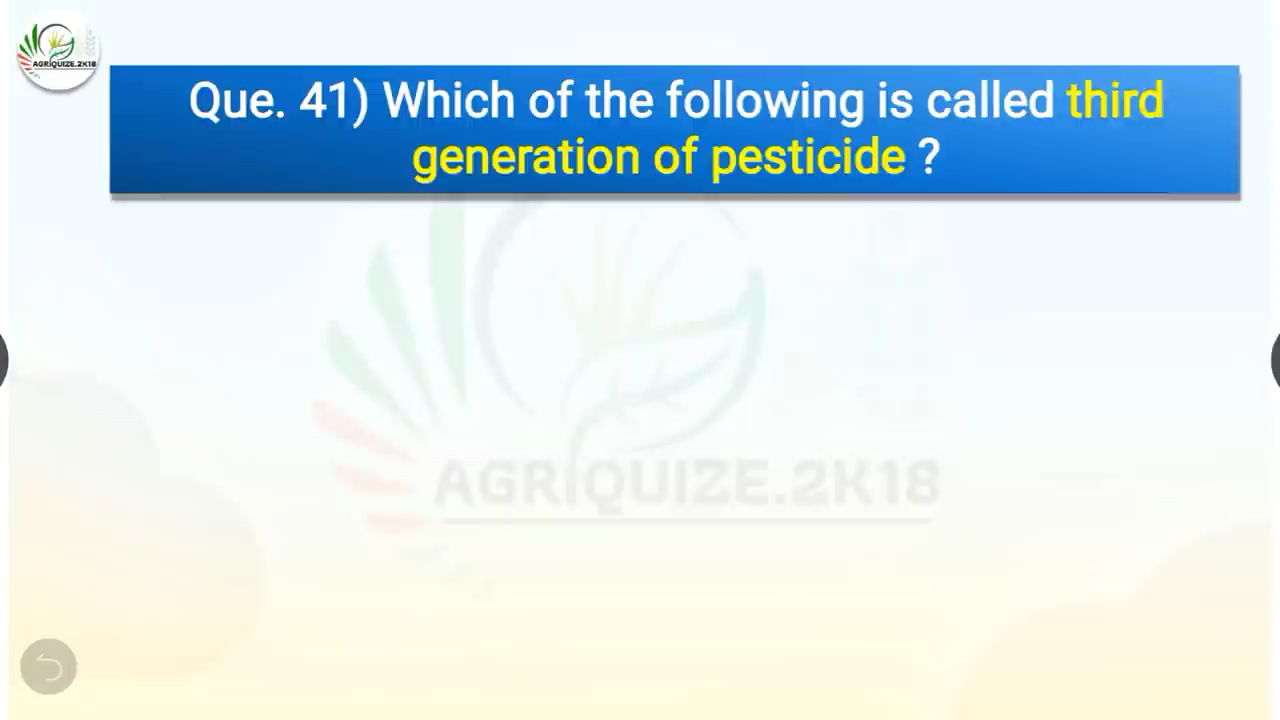 AGRIQUIZE.2K18
Que. 41) Which of the following is called third
generation of pesticide ?
AGRIQUIZE.2K18